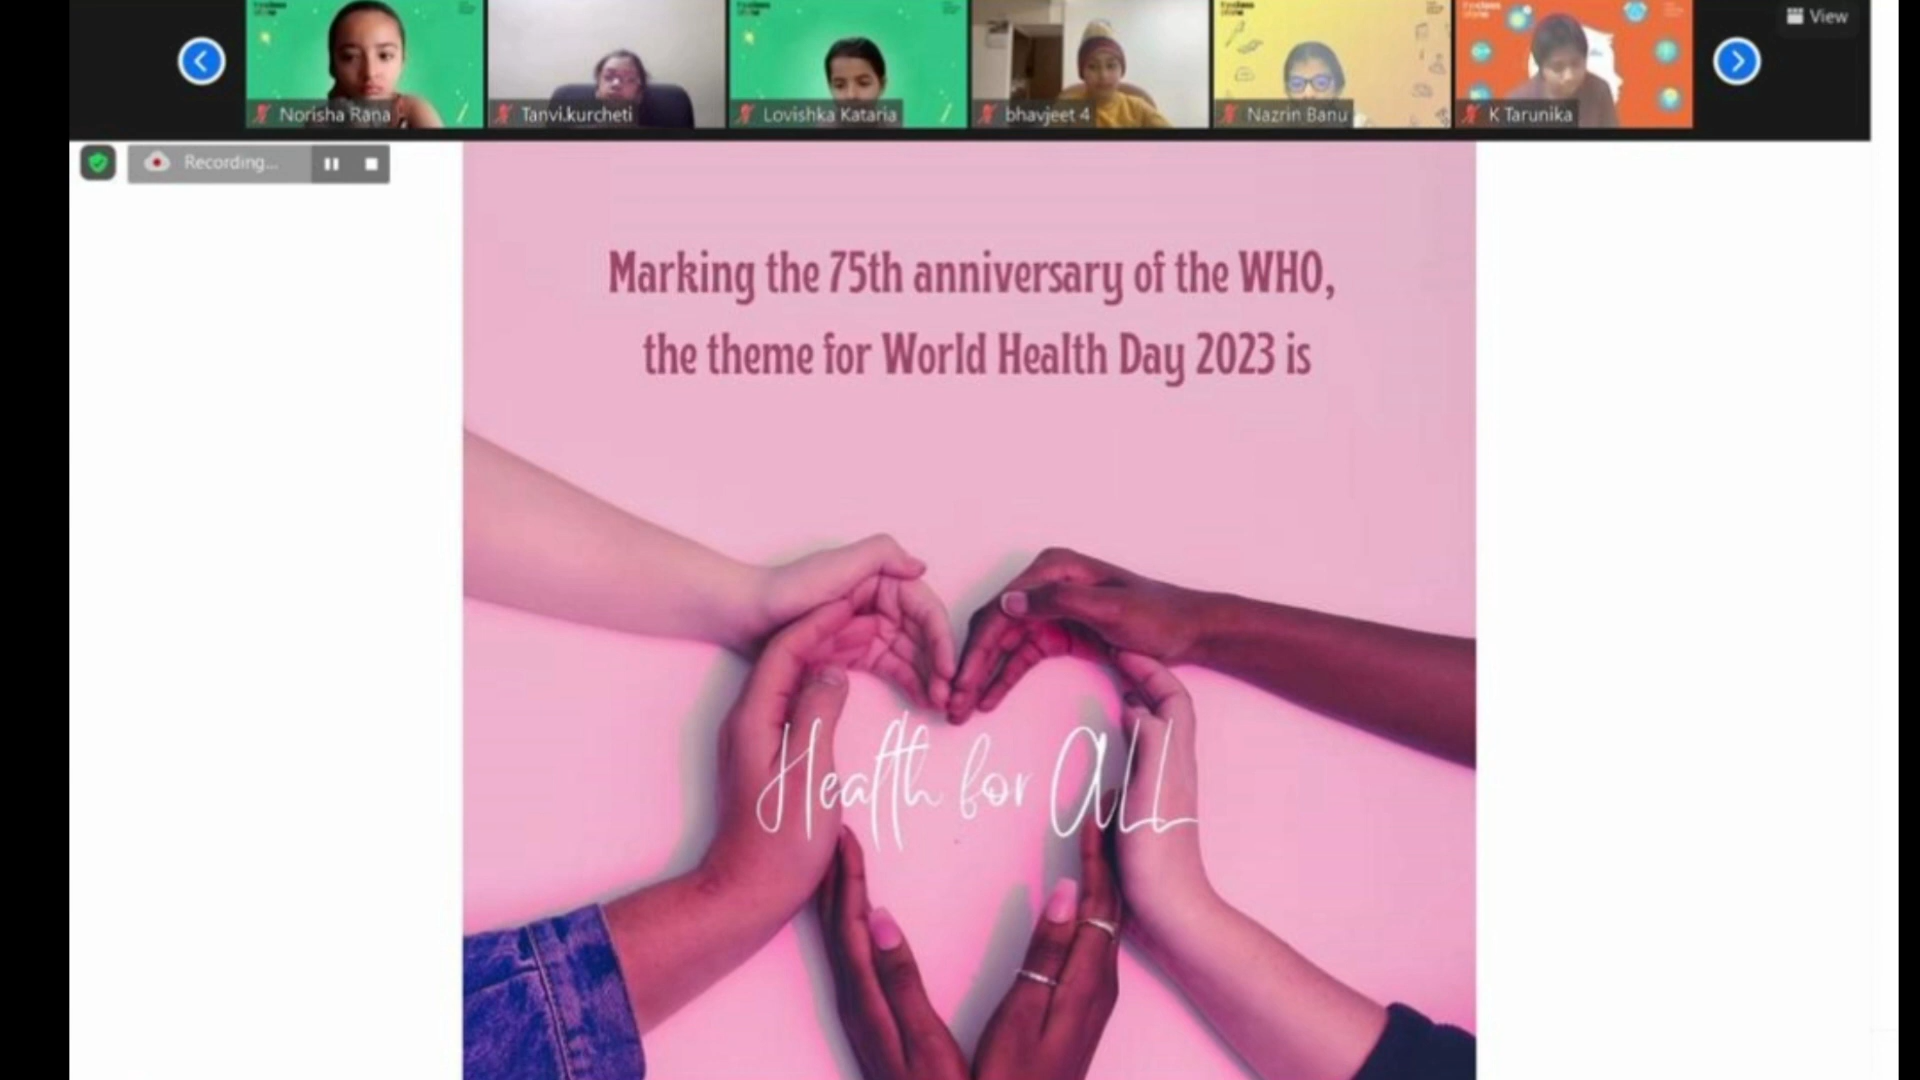 View
Norisha Rana
Tanvi.kurcheti
Lovishka Kataria
bhavjeet 4
Nazrin Banu
K Tarunika
Recording...
Marking the 75th anniversary of the WHO,
the theme for World Health Day 2023 is
Health for ALL